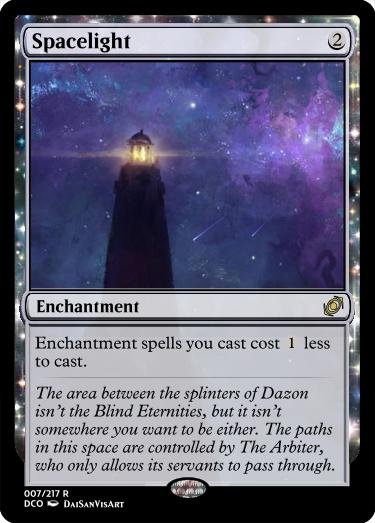 Spacelight 2
Enchantment
Enchantment spells you cast cost 1 less
to cast.
The area between the splinters of Dazon
isn't the Blind Eternities, but it isn't
somewhere you want to be either. The paths
in this space are controlled by The Arbiter,
who only allows its servants to pass through.
007/217 R
DCO DaiSanVisArt